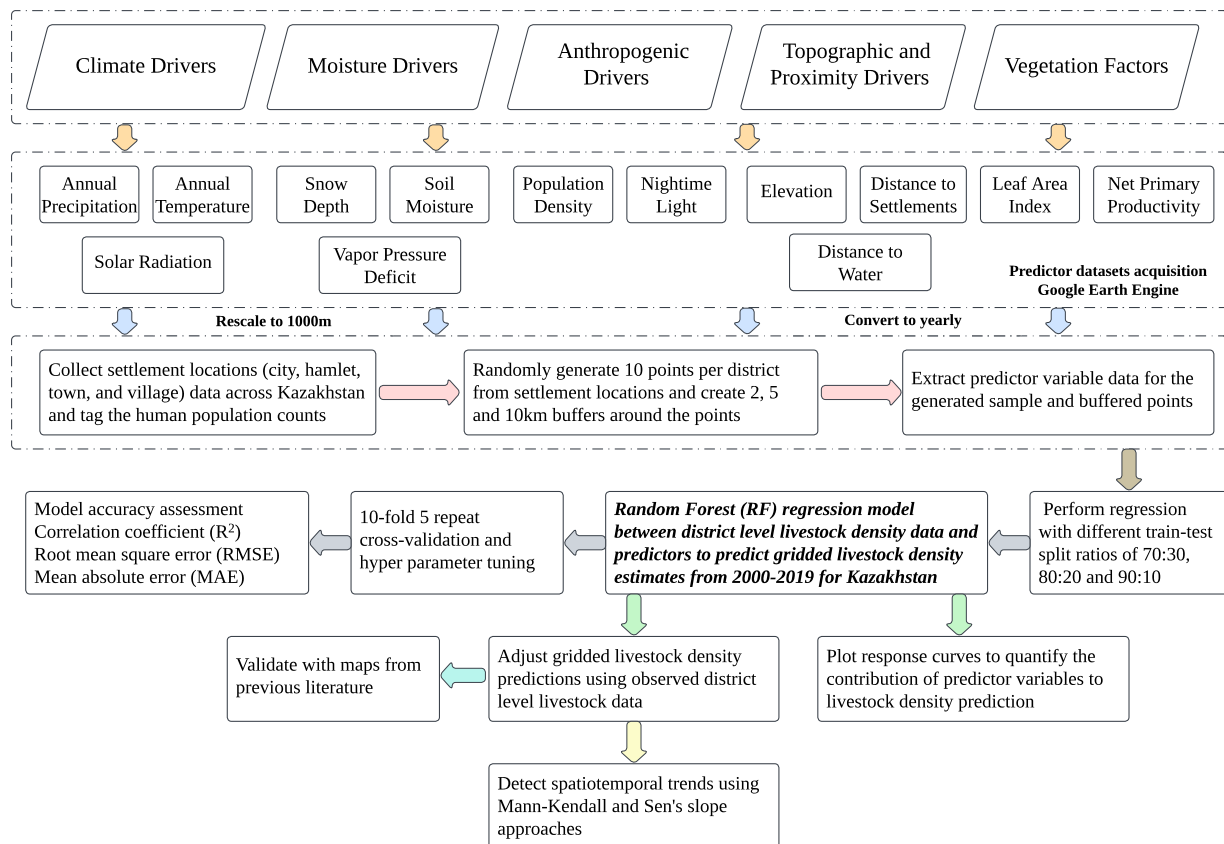 Climate Drivers
Moisture Drivers
Anthropogenic
Drivers
Topographic and
Proximity Drivers
Vegetation Factors
Annual
Precipitation
Annual
Temperature
Snow
Depth
Soil
Moisture
Population
Density
Nightime
Light
Elevation
Distance to
Settlements
Leaf Area
Index
Net Primary
Productivity
Solar Radiation
Vapor Pressure
Deficit
Distance to
Water
Predictor datasets acquisition
Google Earth Engine
Rescale to 1000m
Convert to yearly
Collect settlement locations (city, hamlet,
town, and village) data across Kazakhstan
and tag the human population counts
Randomly generate 10 points per district
from settlement locations and create 2, 5
and 10km buffers around the points
Extract predictor variable data for the
generated sample and buffered points
Model accuracy assessment
Correlation coefficient (R²)
Root mean square error (RMSE)
Mean absolute error (MAE)
10-fold 5 repeat
cross-validation and
hyper parameter tuning
Random Forest (RF) regression model
between district level livestock density data and
predictors to predict gridded livestock density
estimates from 2000-2019 for Kazakhstan
Perform regression
with different train-test
split ratios of 70:30,
80:20 and 90:10
Validate with maps from
previous literature
Adjust gridded livestock density
predictions using observed district
level livestock data
Plot response curves to quantify the
contribution of predictor variables to
livestock density prediction
Detect spatiotemporal trends using
Mann-Kendall and Sen's slope
approaches